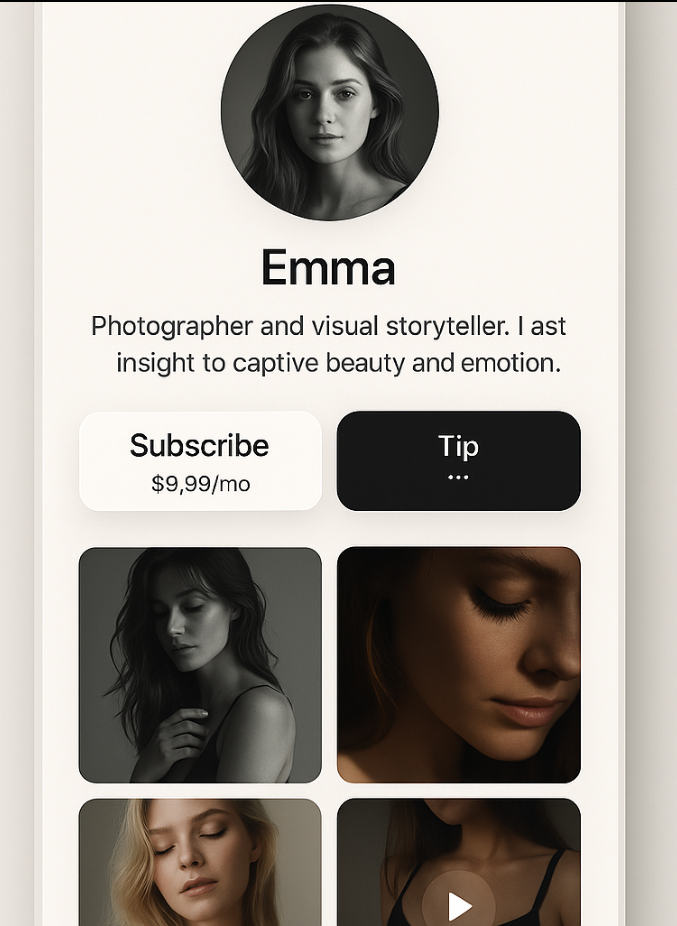 Emma
Photographer and visual storyteller. I ast
insight to captive beauty and emotion.
Subscribe
$9,99/mo
Tip
...